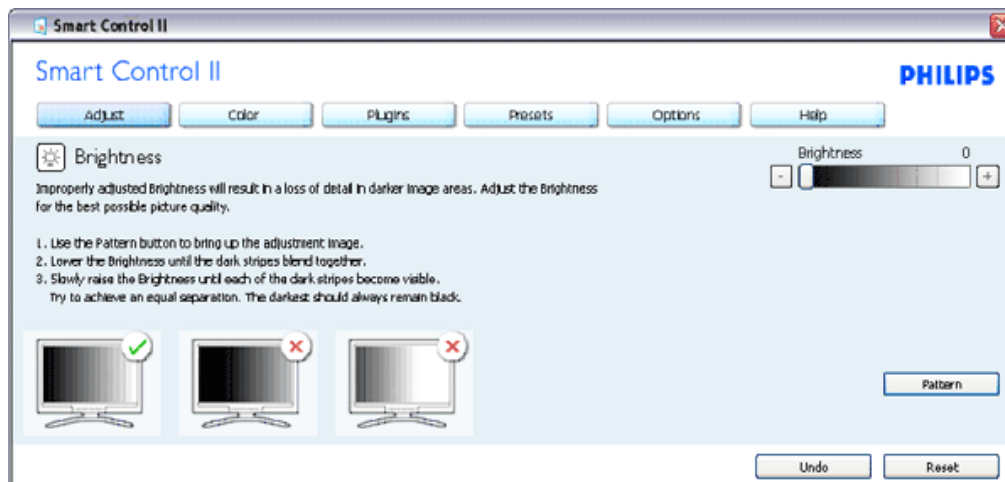 Smart Control II
Smart Control II
PHILIPS
Adjust Color Plugins Presets Options Help
Brightness
Brightness 0
- +
Improperly adjusted Brightness will result in a loss of detail in darker image areas. Adjust the Brightness
for the best possible picture quality.
1. Use the Pattern button to bring up the adjustment image.
2. Lower the Brightness until the dark stripes blend together.
3. Slowly raise the Brightness until each of the dark stripes become visible.
Try to achieve an equal separation. The darkest should always remain black.
Pattern
Undo Reset